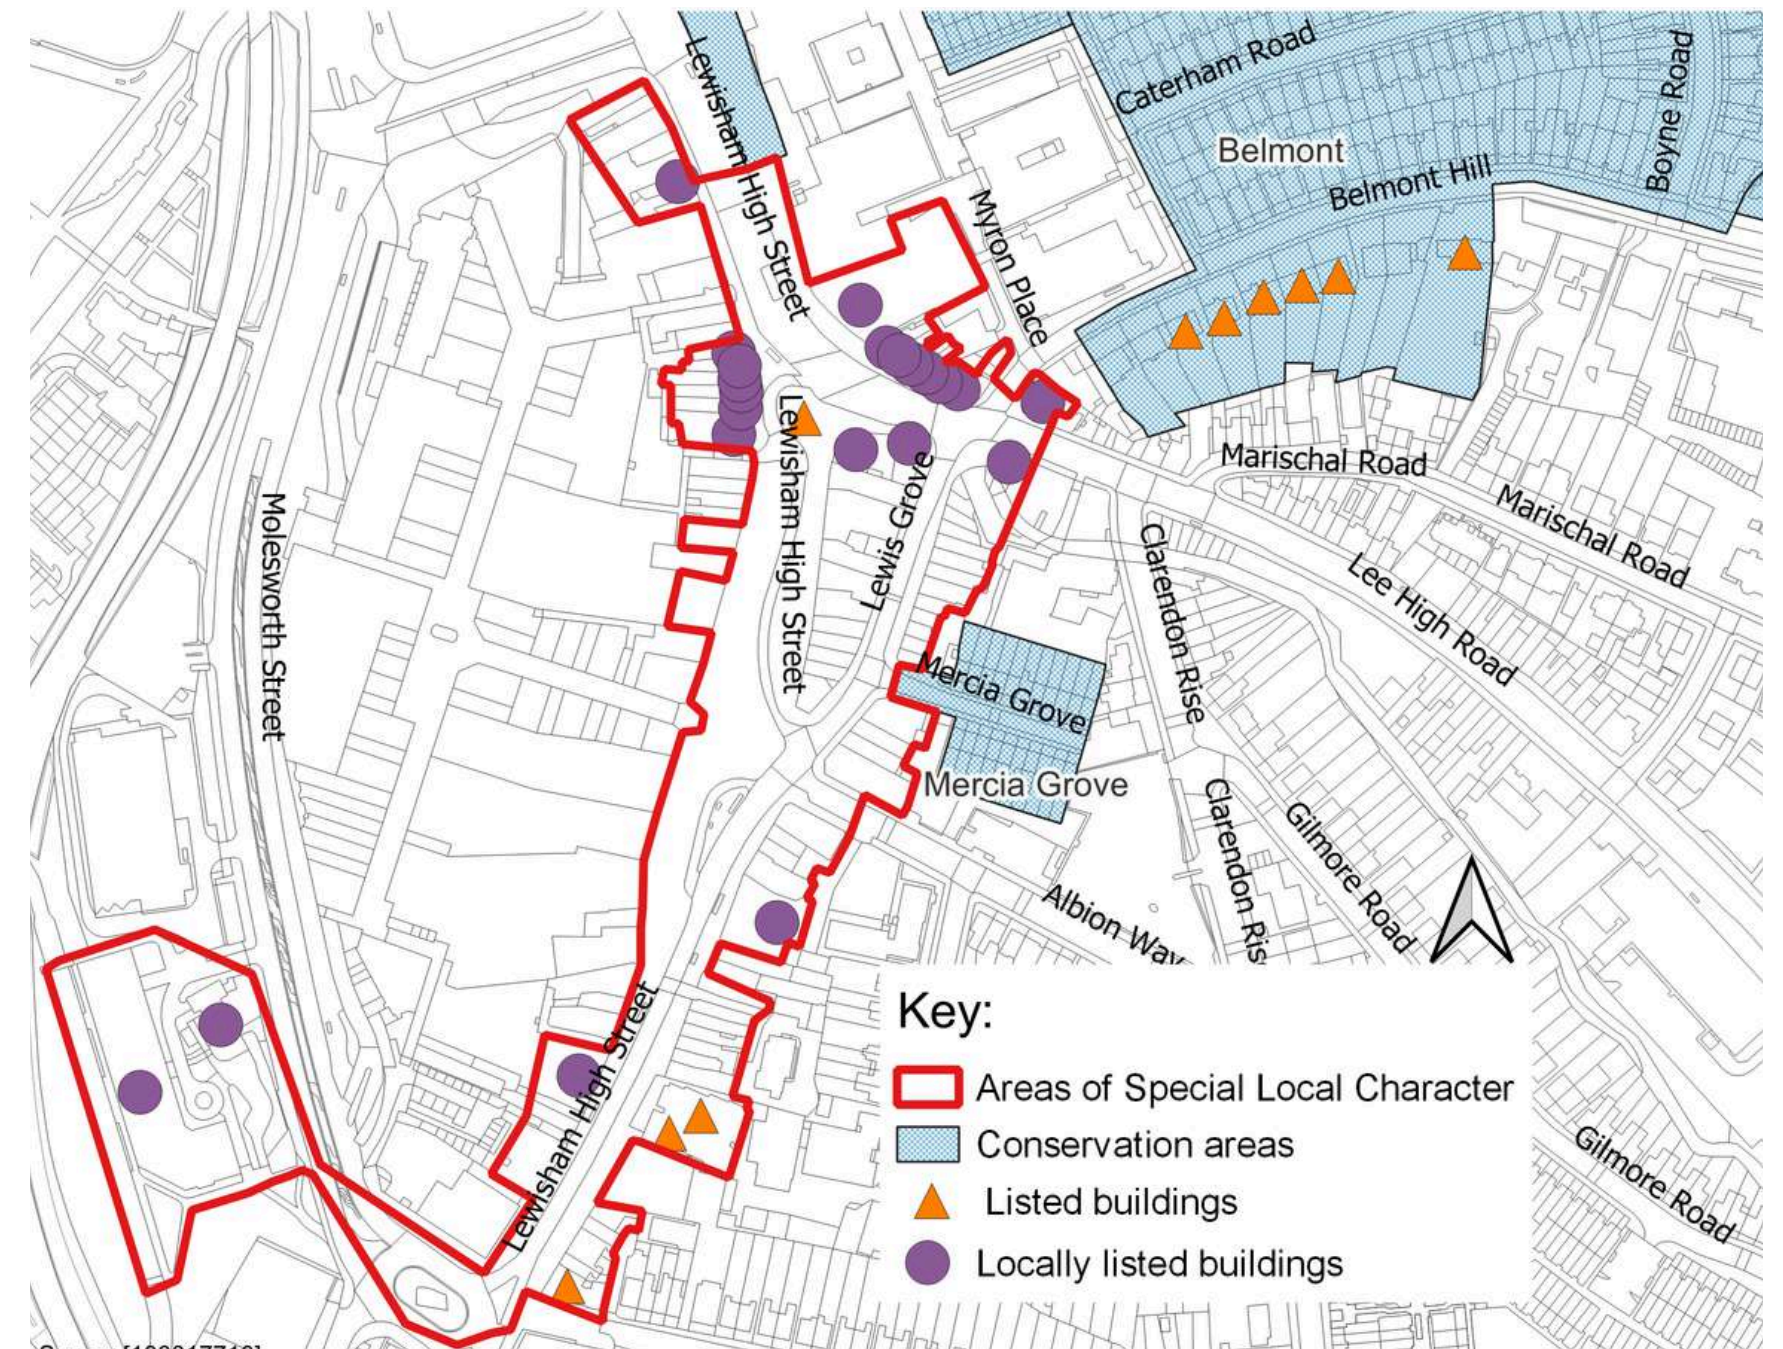 Lewisham High Street
Caterham Road
Boyne Road
Belmont
Belmont Hill
Myron Place
Marischal Road
Marischal Road
Lewisham High Street
Lewis Grove
Molesworth Street
Clarendon Rise
Lee High Road
Mercia Grove
Mercia Grove
Clarendon Ris
Gilmore Road
Albion Way
Lewisham High Street
Gilmore Road
Key:
Areas of Special Local Character
Conservation areas
Listed buildings
Locally listed buildings